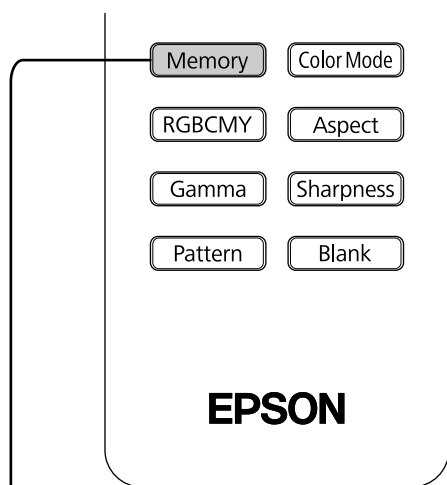 Memory Color Mode
RGBCMY Aspect
Gamma Sharpness
Pattern Blank
EPSON